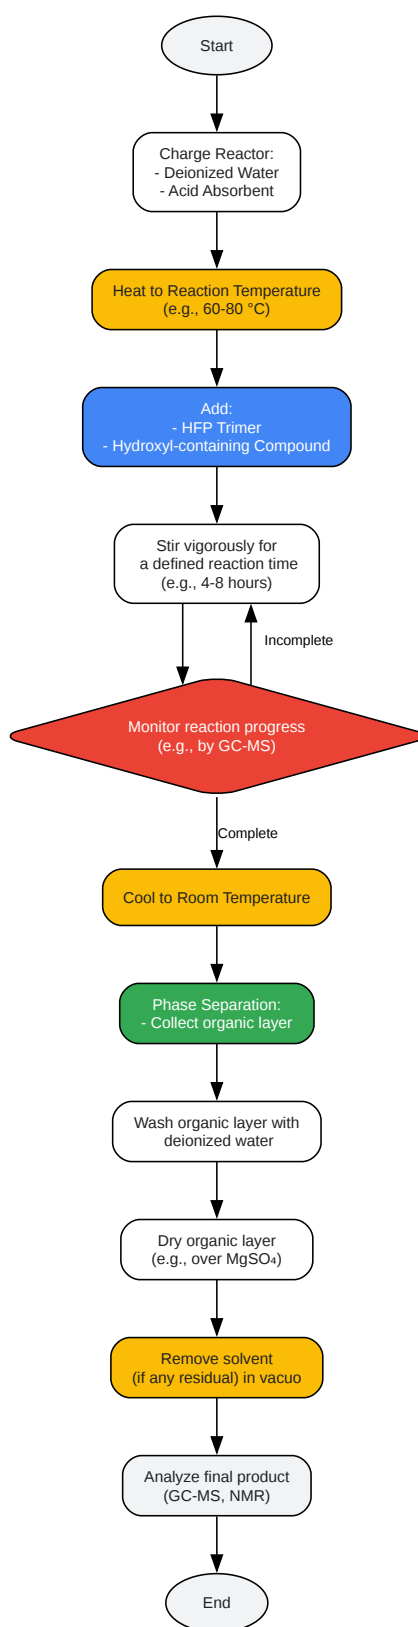 Start
Charge Reactor:
- Deionized Water
- Acid Absorbent
Heat to Reaction Temperature
(e.g., 60-80 °C)
Add:
- HFP Trimer
- Hydroxyl-containing Compound
Stir vigorously for
a defined reaction time
(e.g., 4-8 hours)
Incomplete
Monitor reaction progress
(e.g., by GC-MS)
Complete
Cool to Room Temperature
Phase Separation:
- Collect organic layer
Wash organic layer with
deionized water
Dry organic layer
(e.g., over MgSO₄)
Remove solvent
(if any residual) in vacuo
Analyze final product
(GC-MS, NMR)
End